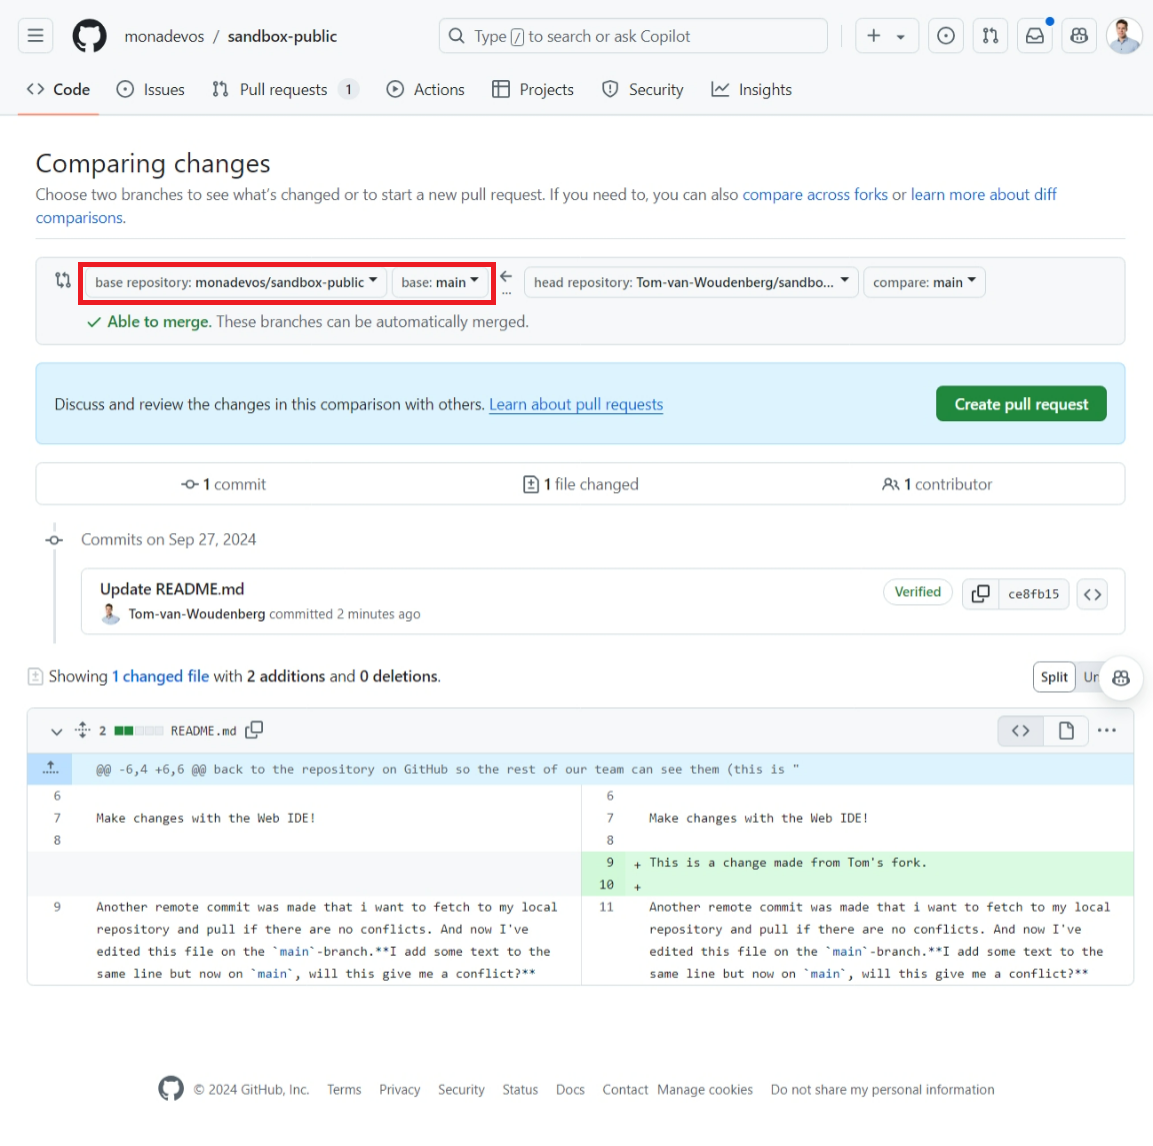 monadevos / sandbox-public
Type / to search or ask Copilot
Code
Issues
Pull requests 1
Actions
Projects
Security
Insights
Comparing changes
Choose two branches to see what's changed or to start a new pull request. If you need to, you can also compare across forks or learn more about diff
comparisons.
base repository: monadevos/sandbox-public base: main ... head repository: Tom-van-Woudenberg/sandbo... compare: main
Able to merge. These branches can be automatically merged.
Discuss and review the changes in this comparison with others. Learn about pull requests
Create pull request
1 commit
1 file changed
1 contributor
Commits on Sep 27, 2024
Update README.md
Tom-van-Woudenberg committed 2 minutes ago
Verified
ce8fb15
Showing 1 changed file with 2 additions and 0 deletions.
Split Un
2 README.md
@@ -6,4 +6,6 @@ back to the repository on GitHub so the rest of our team can see them (this is "
6
7 Make changes with the Web IDE!
8
9 Another remote commit was made that i want to fetch to my local
repository and pull if there are no conflicts. And now I've
edited this file on the `main`-branch.**I add some text to the
same line but now on `main`, will this give me a conflict?**
6
7 Make changes with the Web IDE!
8
9 + This is a change made from Tom's fork.
10 +
11 Another remote commit was made that i want to fetch to my local
repository and pull if there are no conflicts. And now I've
edited this file on the `main`-branch.**I add some text to the
same line but now on `main`, will this give me a conflict?**
© 2024 GitHub, Inc. Terms Privacy Security Status Docs Contact Manage cookies Do not share my personal information